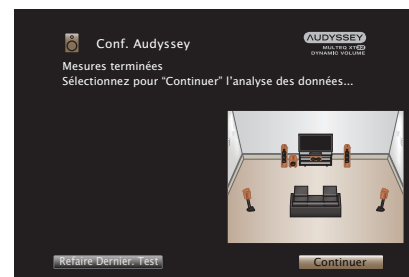 Conf. Audyssey
AUDYSSEY
MULTEQ XT32
DYNAMIC VOLUME
Mesures terminées
Sélectionnez pour “Continuer” l’analyse des données...
Refaire Dernier. Test
Continuer